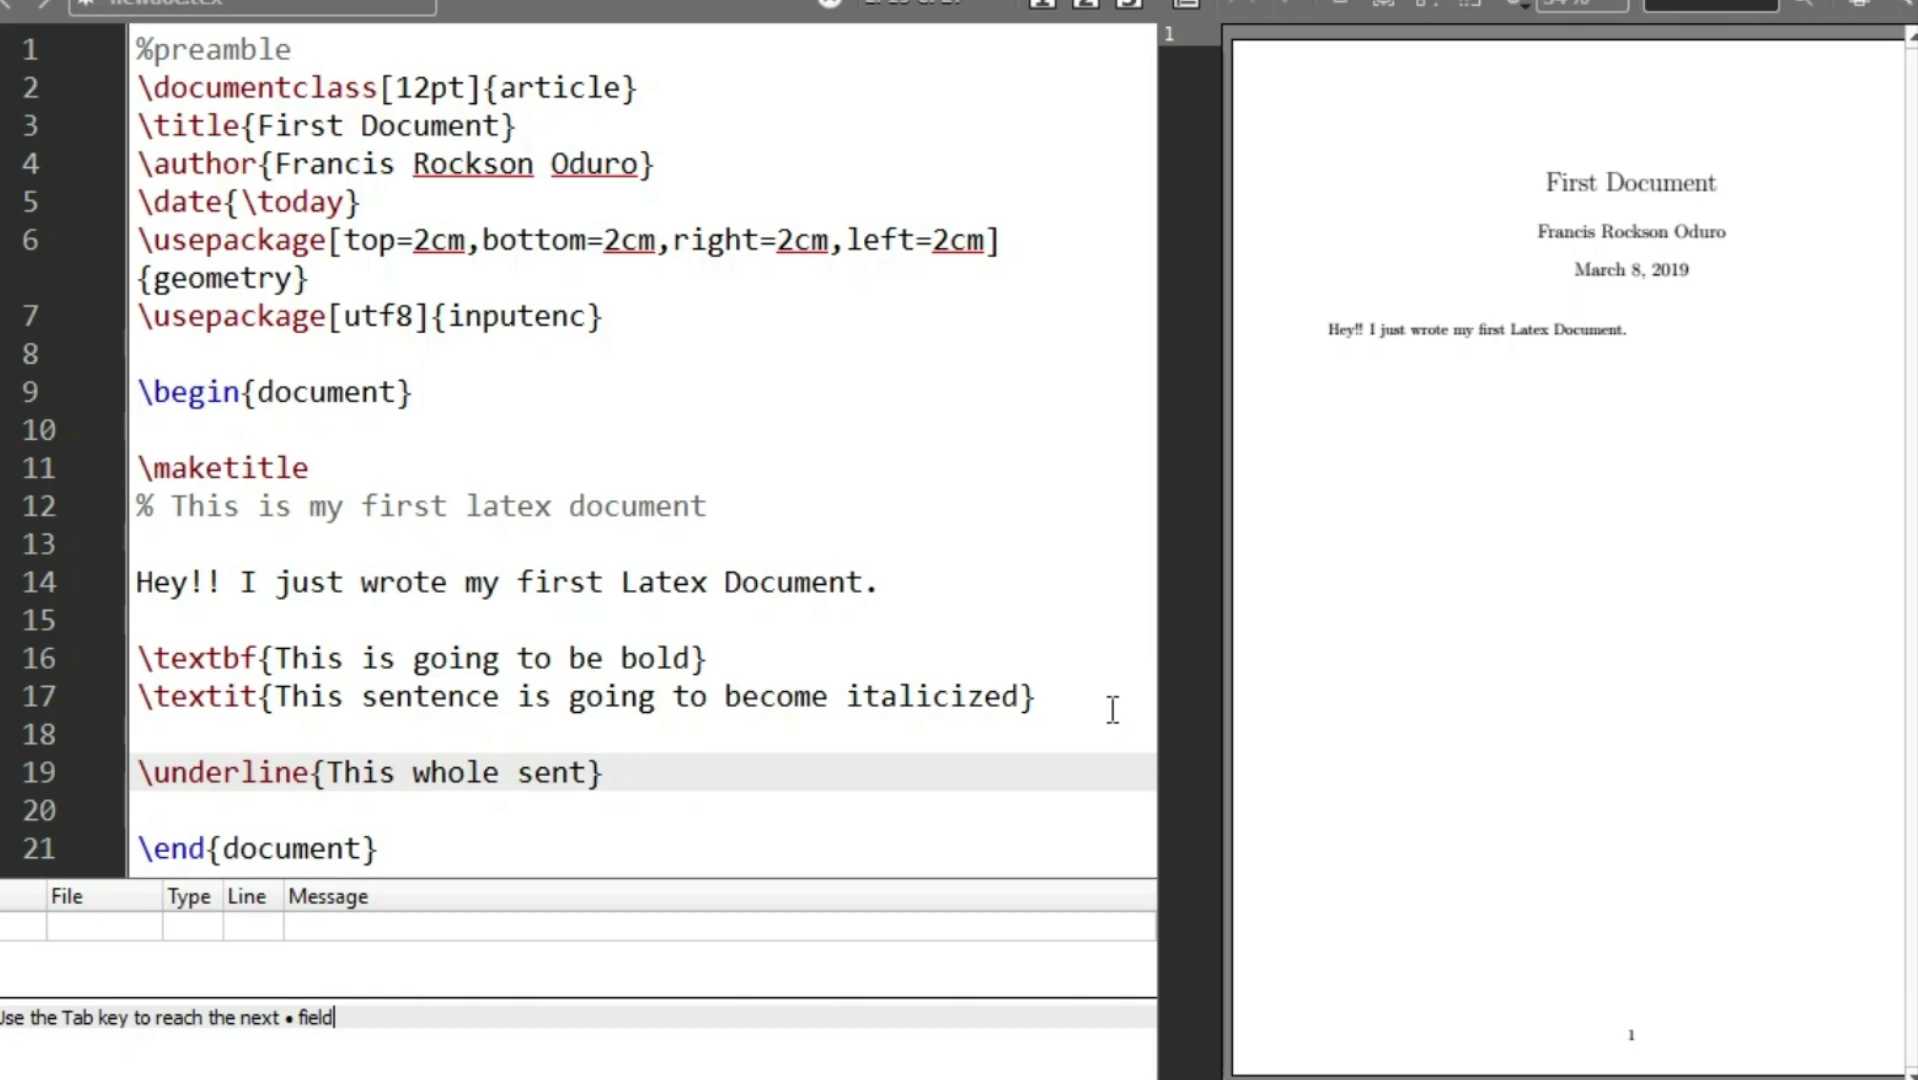 1 %preamble
2 \documentclass[12pt]{article}
3 \title{First Document}
4 \author{Francis Rockson Oduro}
5 \date{\today}
6 \usepackage[top=2cm,bottom=2cm,right=2cm,left=2cm]
{geometry}
7 \usepackage[utf8]{inputenc}
8
9 \begin{document}
10
11 \maketitle
12 % This is my first latex document
13
14 Hey!! I just wrote my first Latex Document.
15
16 \textbf{This is going to be bold}
17 \textit{This sentence is going to become italicized}
18
19 \underline{This whole sent}
20
21 \end{document}
File Type Line Message
Use the Tab key to reach the next • field
1
First Document
Francis Rockson Oduro
March 8, 2019
Hey!! I just wrote my first Latex Document.
1